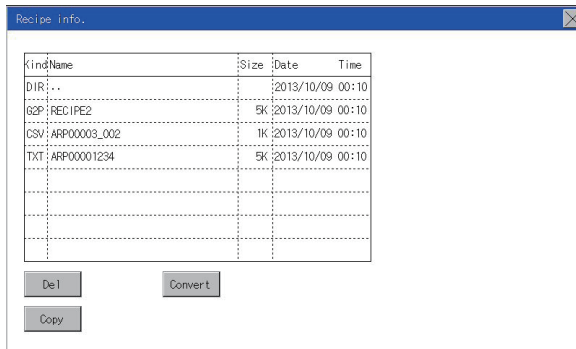 Recipe info.
Kind Name Size Date Time
DIR .. 2013/10/09 00:10
G2P RECIPE2 5K 2013/10/09 00:10
CSV ARP00003_002 1K 2013/10/09 00:10
TXT ARP00001234 5K 2013/10/09 00:10
Del Convert
Copy